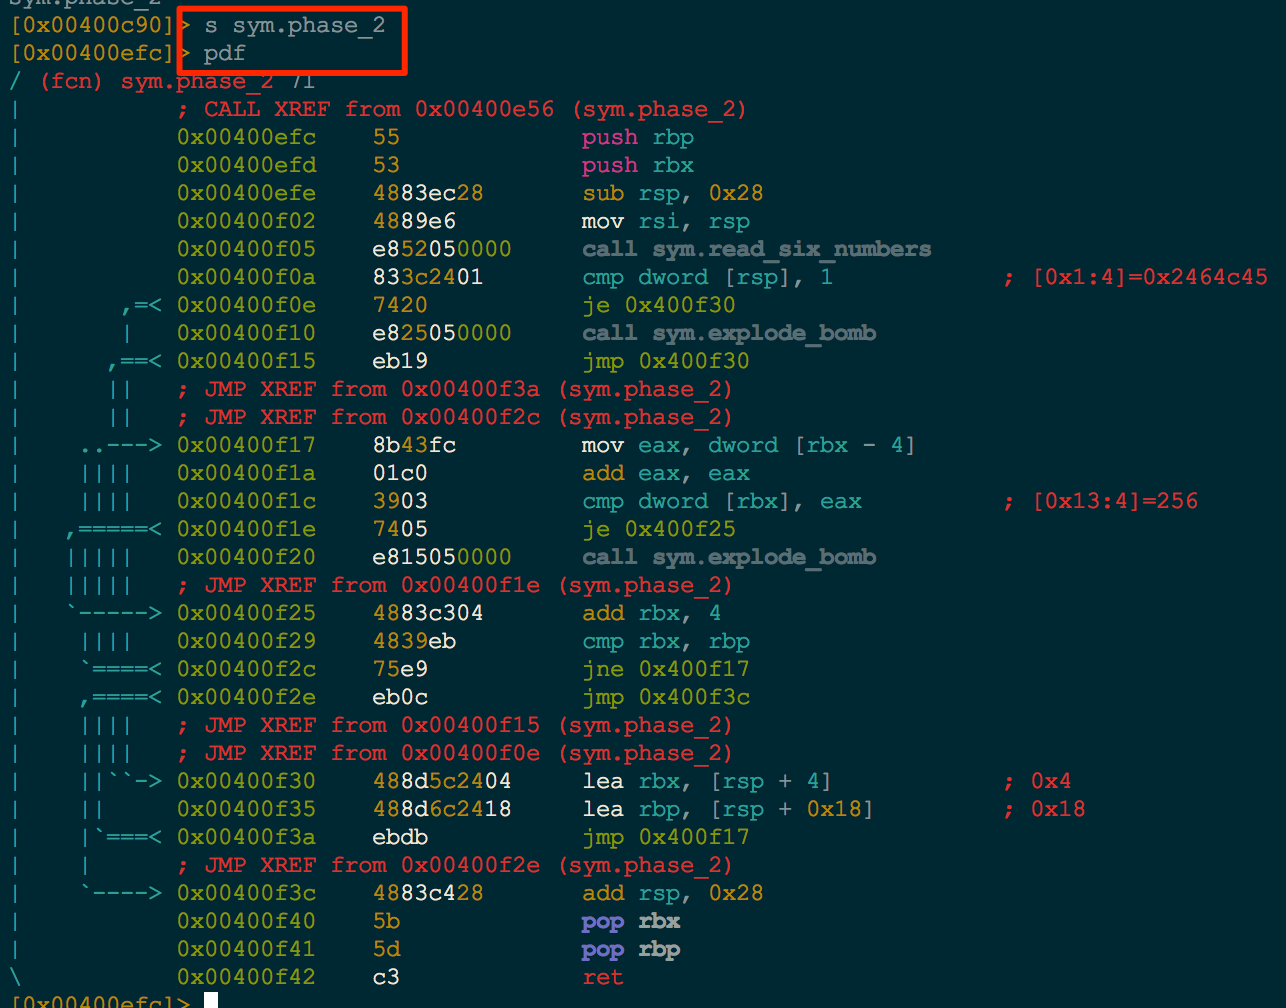 sym.phase_2
[0x00400c90]> s sym.phase_2
[0x00400efc]> pdf
/ (fcn) sym.phase_2 71
| ; CALL XREF from 0x00400e56 (sym.phase_2)
| 0x00400efc 55 push rbp
| 0x00400efd 53 push rbx
| 0x00400efe 4883ec28 sub rsp, 0x28
| 0x00400f02 4889e6 mov rsi, rsp
| 0x00400f05 e852050000 call sym.read_six_numbers
| 0x00400f0a 833c2401 cmp dword [rsp], 1 ; [0x1:4]=0x2464c45
| ,=< 0x00400f0e 7420 je 0x400f30
| | 0x00400f10 e825050000 call sym.explode_bomb
| ,==< 0x00400f15 eb19 jmp 0x400f30
| || ; JMP XREF from 0x00400f3a (sym.phase_2)
| || ; JMP XREF from 0x00400f2c (sym.phase_2)
| ..---> 0x00400f17 8b43fc mov eax, dword [rbx - 4]
| |||| 0x00400f1a 01c0 add eax, eax
| |||| 0x00400f1c 3903 cmp dword [rbx], eax ; [0x13:4]=256
| ,=====< 0x00400f1e 7405 je 0x400f25
| ||||| 0x00400f20 e815050000 call sym.explode_bomb
| ||||| ; JMP XREF from 0x00400f1e (sym.phase_2)
| `-----> 0x00400f25 4883c304 add rbx, 4
| |||| 0x00400f29 4839eb cmp rbx, rbp
| `====< 0x00400f2c 75e9 jne 0x400f17
| ,====< 0x00400f2e eb0c jmp 0x400f3c
| |||| ; JMP XREF from 0x00400f15 (sym.phase_2)
| |||| ; JMP XREF from 0x00400f0e (sym.phase_2)
| ||``-> 0x00400f30 488d5c2404 lea rbx, [rsp + 4] ; 0x4
| || 0x00400f35 488d6c2418 lea rbp, [rsp + 0x18] ; 0x18
| |`===< 0x00400f3a ebdb jmp 0x400f17
| | ; JMP XREF from 0x00400f2e (sym.phase_2)
| `----> 0x00400f3c 4883c428 add rsp, 0x28
| 0x00400f40 5b pop rbx
| 0x00400f41 5d pop rbp
\ 0x00400f42 c3 ret
[0x00400efc]>